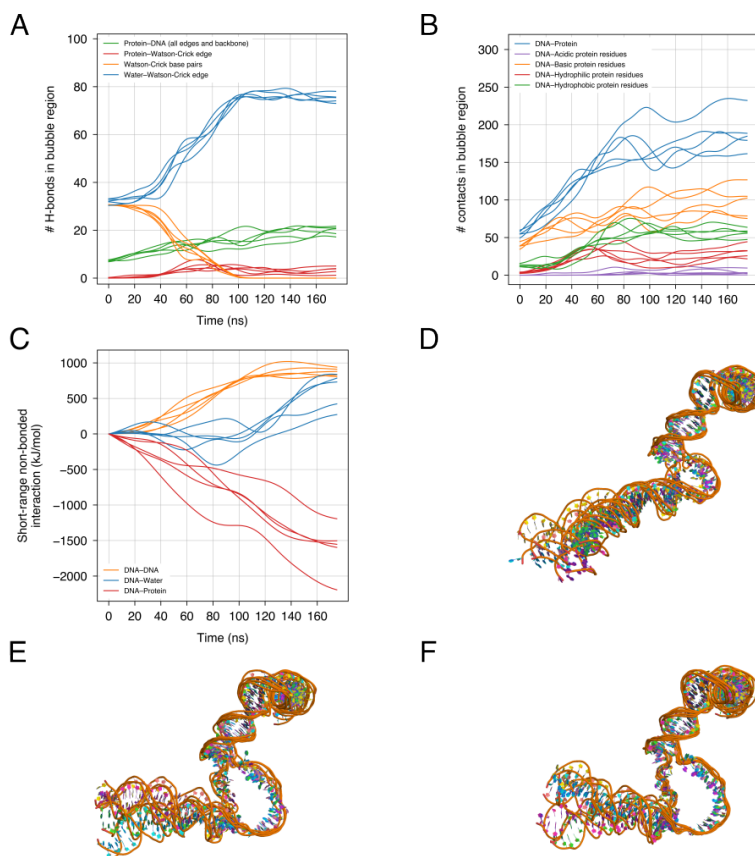 A
# H-bonds in bubble region
100
80
60
40
20
0
Protein–DNA (all edges and backbone)
Protein–Watson-Crick edge
Watson-Crick base pairs
Water–Watson-Crick edge
0 20 40 60 80 100 120 140 160
Time (ns)
B
# contacts in bubble region
300
250
200
150
100
50
0
DNA–Protein
DNA–Acidic protein residues
DNA–Basic protein residues
DNA–Hydrophilic protein residues
DNA–Hydrophobic protein residues
0 20 40 60 80 100 120 140 160
Time (ns)
C
Short-range non-bonded
interaction (kJ/mol)
1000
500
0
−500
−1000
−1500
−2000
DNA–DNA
DNA–Water
DNA–Protein
0 20 40 60 80 100 120 140 160
Time (ns)
D
E
F